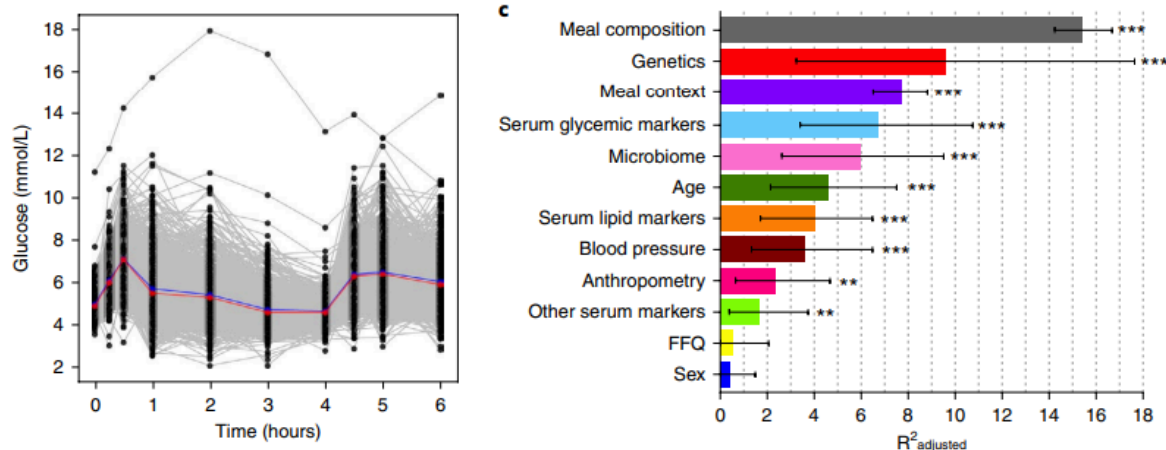 18
16
14
12
10
8
6
4
2
Glucose (mmol/L)
0 1 2 3 4 5 6
Time (hours)
c
Meal composition ***
Genetics ***
Meal context ***
Serum glycemic markers ***
Microbiome ***
Age ***
Serum lipid markers ***
Blood pressure ***
Anthropometry **
Other serum markers **
FFQ
Sex
0 2 4 6 8 10 12 14 16 18
R²adjusted